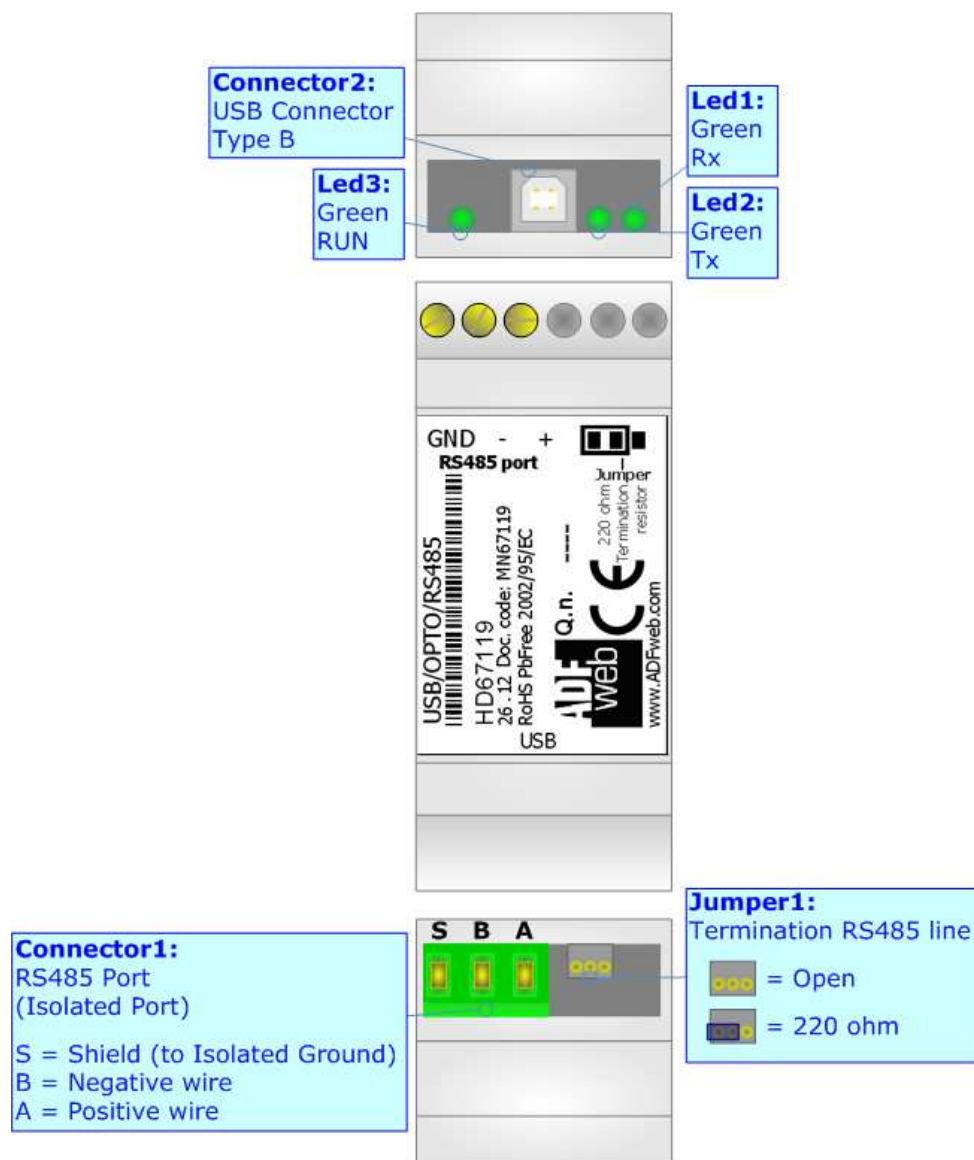 Connector2:
USB Connector
Type B
Led1:
Green
Rx
Led3:
Green
RUN
Led2:
Green
Tx
GND - +
RS485 port
Jumper
220 ohm
Termination
resistor
USB/OPTO/RS485
HD67119
26 .12 Doc. code: MN67119
RoHS PbFree 2002/95/EC
Q.n. ----
CE
ADF
web
www.ADFweb.com
USB
S B A
Connector1:
RS485 Port
(Isolated Port)
S = Shield (to Isolated Ground)
B = Negative wire
A = Positive wire
Jumper1:
Termination RS485 line
= Open
= 220 ohm